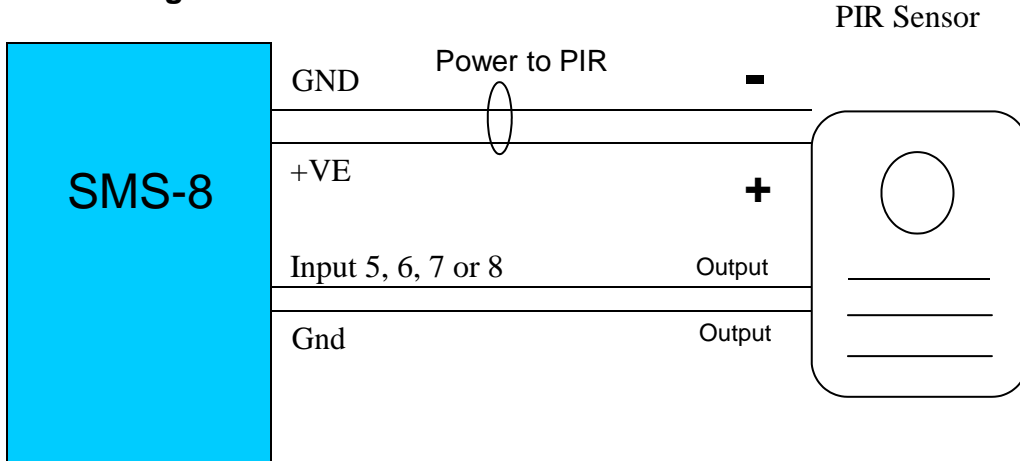 PIR Sensor
Power to PIR
GND
-
+VE
+
SMS-8
Input 5, 6, 7 or 8
Output
Gnd
Output